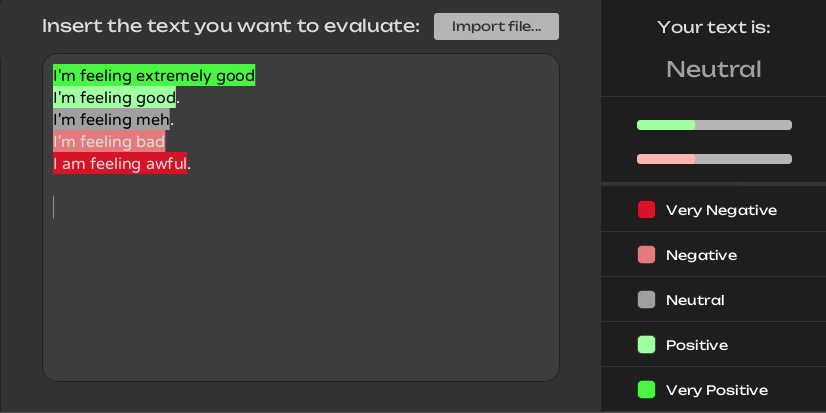 Insert the text you want to evaluate:
Import file...
I'm feeling extremely good
I'm feeling good.
I'm feeling meh.
I'm feeling bad
I am feeling awful.
Your text is:
Neutral
Very Negative
Negative
Neutral
Positive
Very Positive